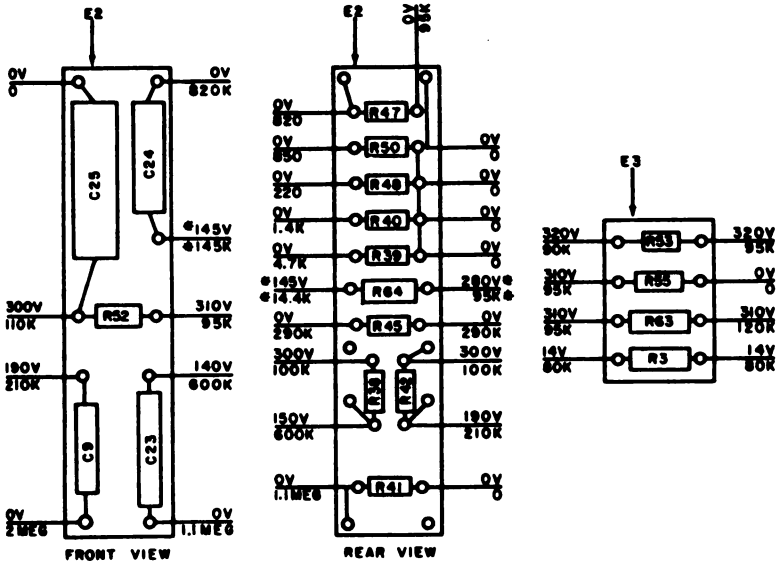 E2
0V
0
0V
820K
C25
C24
*145V
*145K
300V
110K
R52
310V
95K
190V
210K
140V
600K
C9
C23
0V
2MEG
0V
1.1MEG
FRONT VIEW
E2
0V
95K
0V
820
R47
0V
850
R50
0V
0
0V
220
R48
0V
0
0V
1.4K
R40
0V
0
0V
4.7K
R39
0V
0
*145V
*14.4K
R64
280V*
95K*
0V
290K
R45
0V
290K
300V
100K
300V
100K
R38
R42
150V
600K
190V
210K
0V
1.1MEG
R41
0V
0
REAR VIEW
E3
320V
90K
R53
320V
95K
310V
95K
R55
0V
0
310V
95K
R63
310V
120K
14V
80K
R3
14V
80K